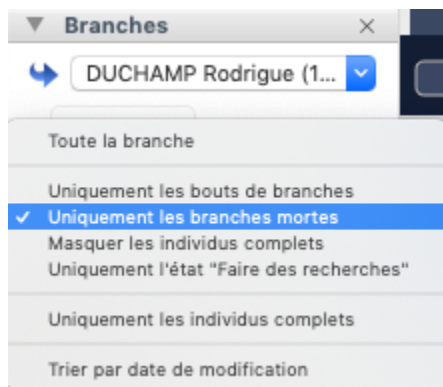 Branches
DUCHAMP Rodrigue (1...
Toute la branche
Uniquement les bouts de branches
Uniquement les branches mortes
Masquer les individus complets
Uniquement l'état "Faire des recherches"
Uniquement les individus complets
Trier par date de modification